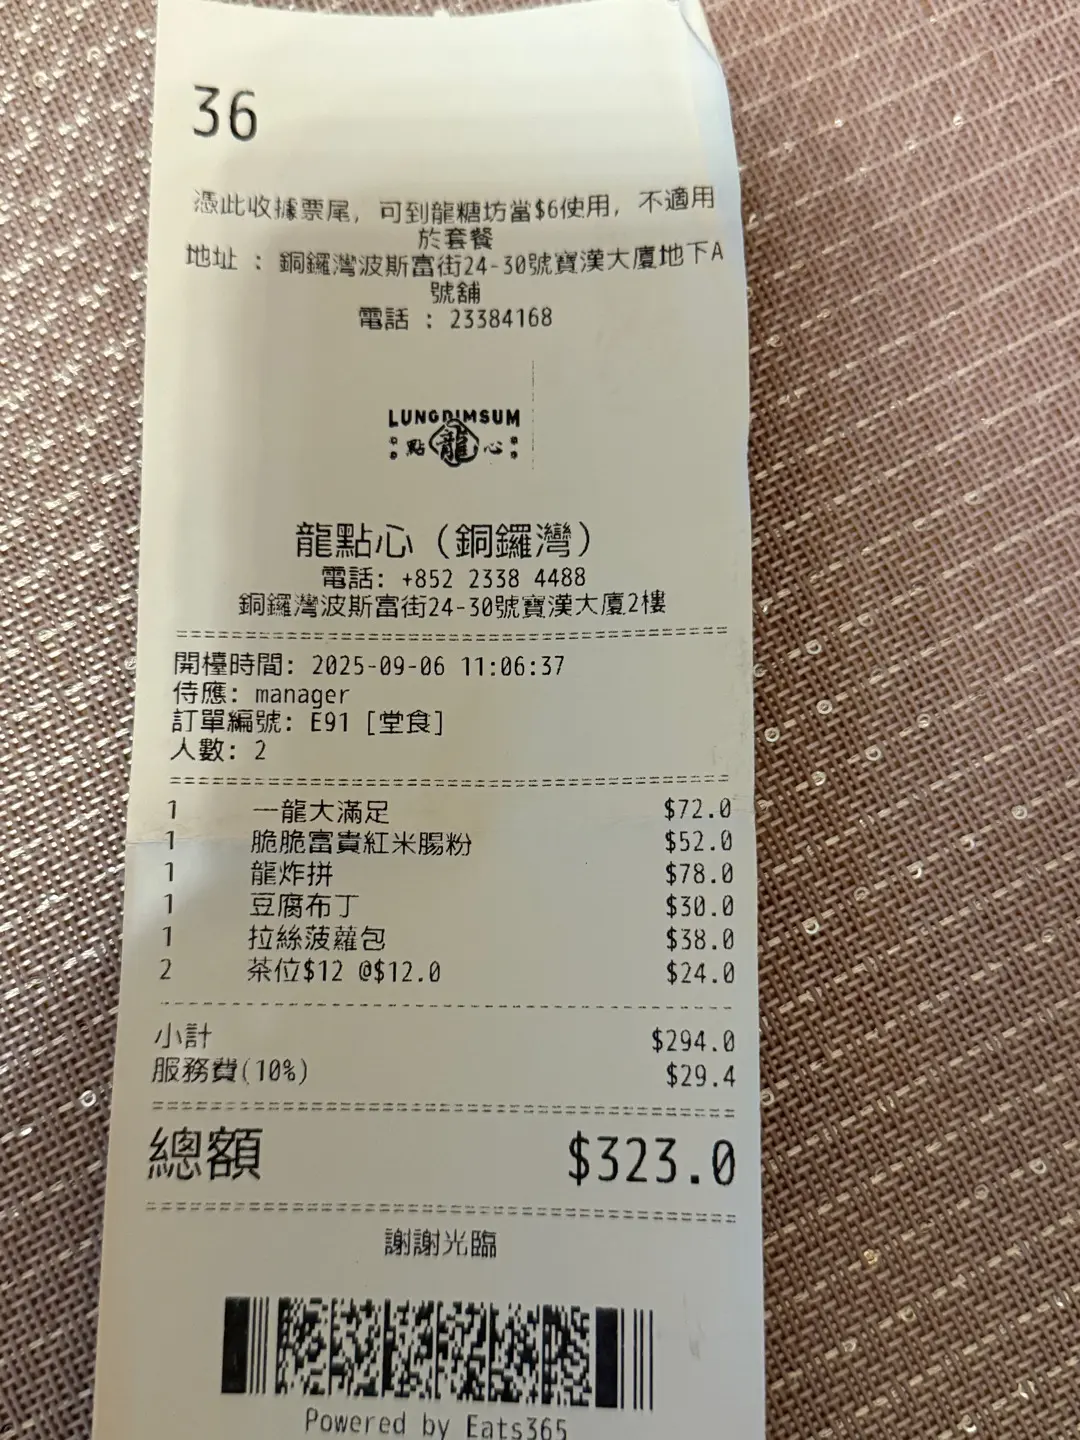 36
憑此收據票尾，可到龍糖坊當$6使用，不適用
於套餐
地址 : 銅鑼灣波斯富街24-30號寶漢大廈地下A
號舖
電話 : 23384168
LUNGDIMSUM
點龍心
龍點心（銅鑼灣）
電話: +852 2338 4488
銅鑼灣波斯富街24-30號寶漢大廈2樓
開檯時間: 2025-09-06 11:06:37
侍應: manager
訂單編號: E91 [堂食]
人數: 2
1 一龍大滿足 $72.0
1 脆脆富貴紅米腸粉 $52.0
1 龍炸拼 $78.0
1 豆腐布丁 $30.0
1 拉絲菠蘿包 $38.0
2 茶位$12 @$12.0 $24.0
小計 $294.0
服務費(10%) $29.4
總額 $323.0
謝謝光臨
Powered by Eats365